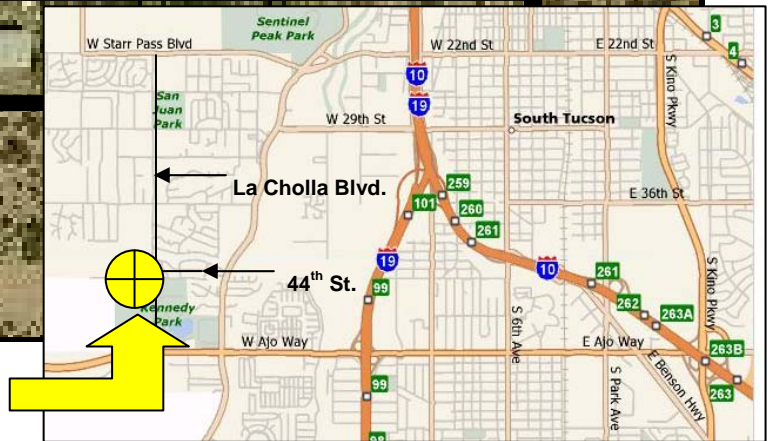 Sentinel
Peak Park
3
W Starr Pass Blvd
W 22nd St
E 22nd St
4
10
19
S Kino Pkwy
San
Juan
Park
W 29th St
South Tucson
La Cholla Blvd.
259
101
260
E 36th St
261
19
10
44th St.
261
S Kino Pkwy
99
262
263A
Kennedy
Park
S 6th Ave
W Ajo Way
E Ajo Way
263B
99
S Park Ave
E Benson Hwy
263
98